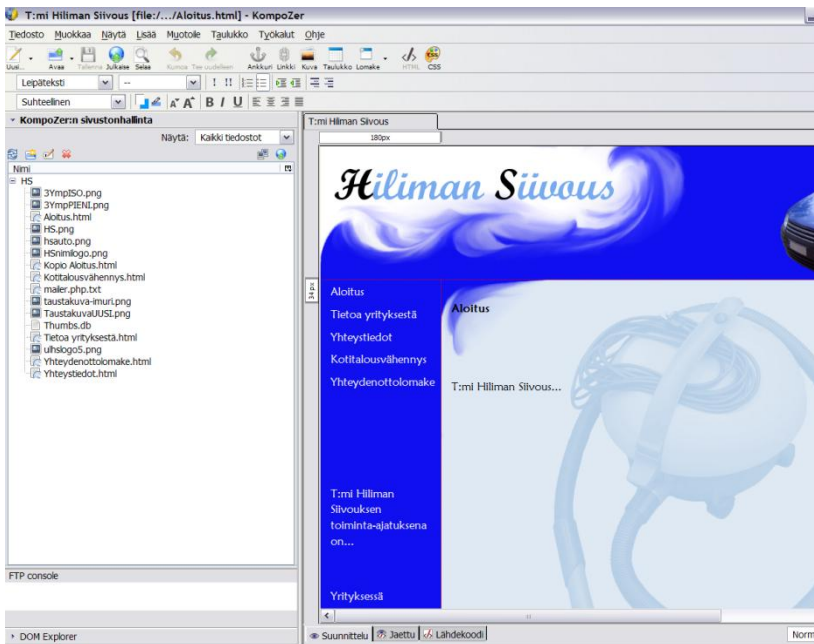 T:mi Hiliman Siivous [file:/.../Aloitus.html] - KompoZer
Tiedosto Muokkaa Näytä Lisää Muotoile Taulukko Työkalut Ohje
Uusi... Avaa Tallenna Julkaise Selaa Kumoa Tee uudelleen Ankkuri Linkki Kuva Taulukko Lomake HTML CSS
Leipäteksti --
Suhteellinen A A B I U
KompoZer:n sivustonhallinta
Näytä: Kaikki tiedostot
Nimi
HS
3YmpISO.png
3YmpPIENI.png
Aloitus.html
HS.png
hsauto.png
HSnimilogo.png
Kopio Aloitus.html
Kotitalousvähennys.html
mailer.php.txt
taustakuva-imuri.png
TaustakuvaUUSI.png
Thumbs.db
Tietoa yrityksestä.html
ulhslogo5.png
Yhteydenottolomake.html
Yhteystiedot.html
FTP console
DOM Explorer
T:mi Hiliman Siivous
180px
Hiliman Siivous
34 px
Aloitus
Tietoa yrityksestä
Yhteystiedot
Kotitalousvähennys
Yhteydenottolomake
T:mi Hiliman
Siivouksen
toiminta-ajatuksena
on...
Yrityksessä
Aloitus
T:mi Hiliman Siivous...
Suunnittelu Jaettu Lähdekoodi
Norm